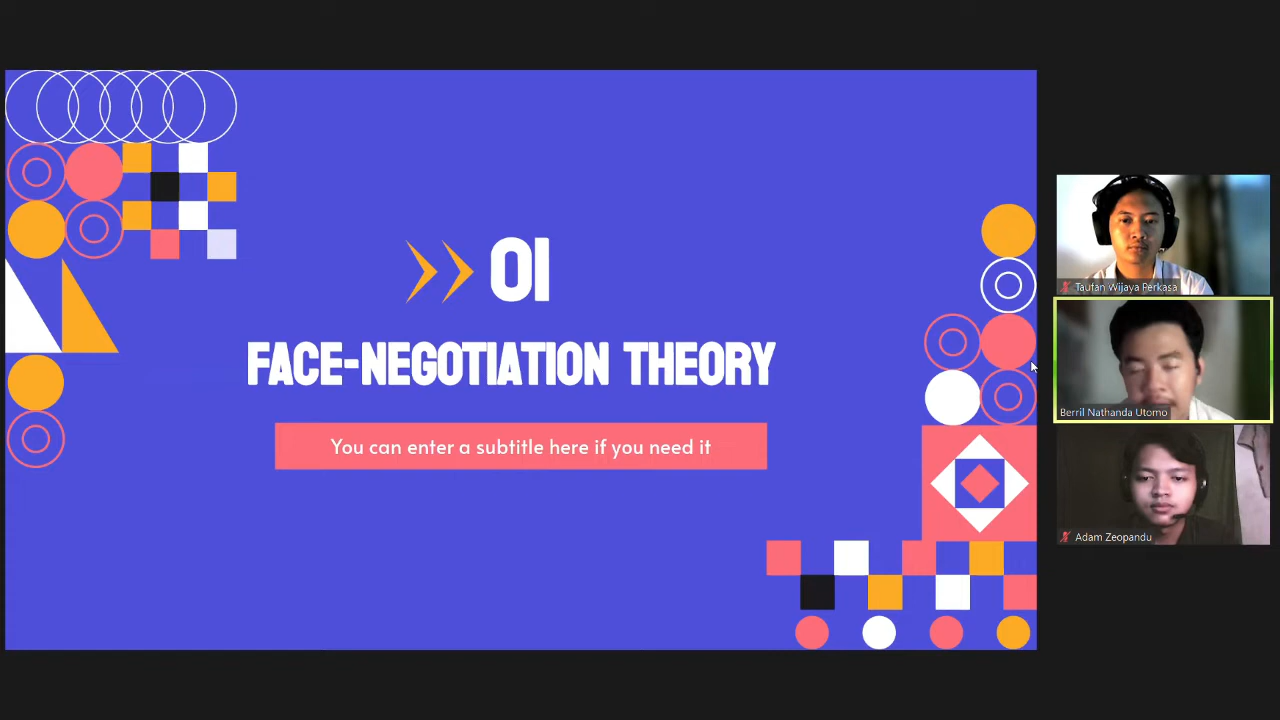 01
FACE-NEGOTIATION THEORY
You can enter a subtitle here if you need it
Taufan Wijaya Perkasa
Berril Nathanda Utomo
Adam Zeopandu